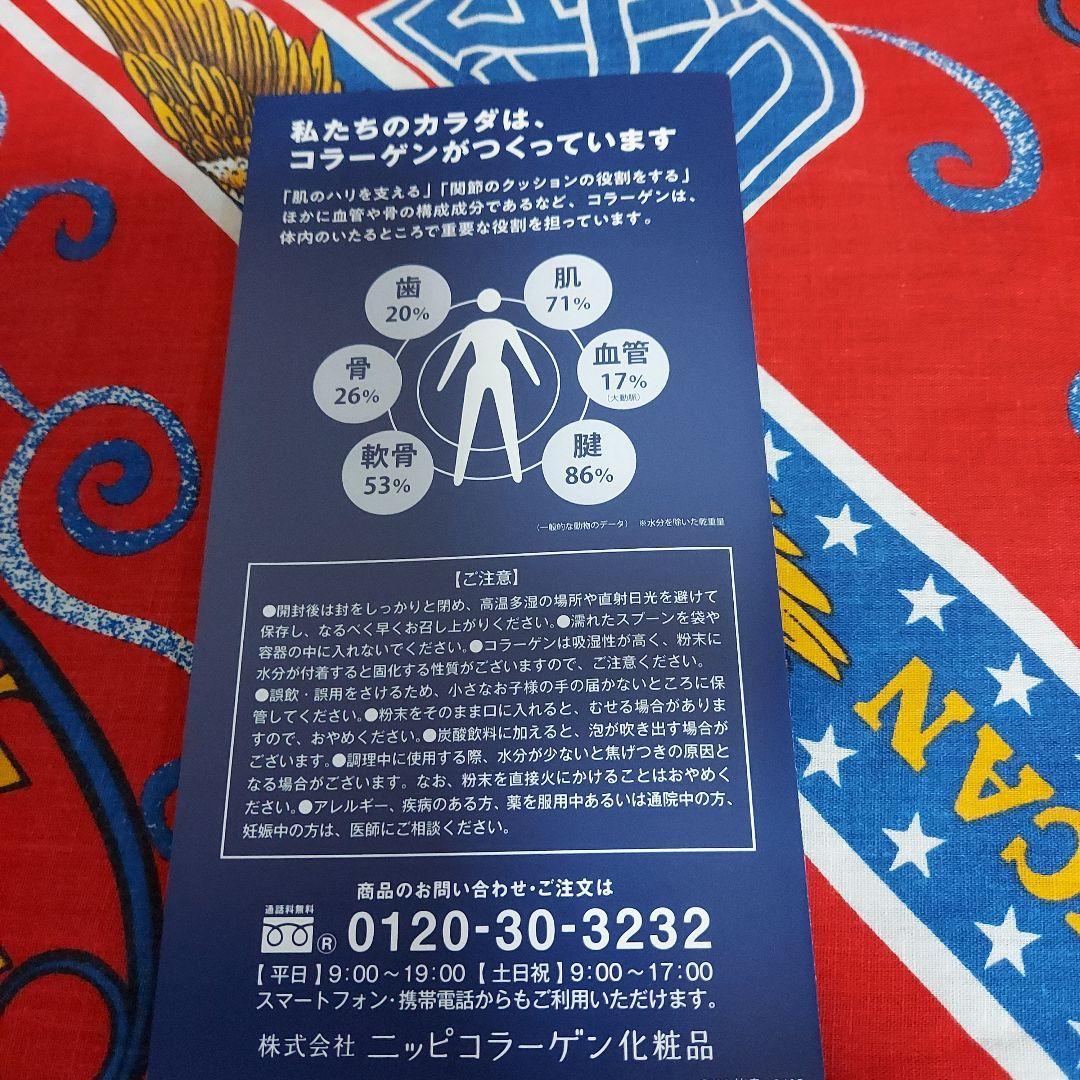 私たちのカラダは、
コラーゲンがつくっています
「肌のハリを支える」「関節のクッションの役割をする」
ほかに血管や骨の構成成分であるなど、コラーゲンは、
体内のいたるところで重要な役割を担っています。
歯
20%
肌
71%
骨
26%
血管
17%
(大動脈)
軟骨
53%
腱
86%
(一般的な動物のデータ) ※水分を除いた乾重量
【ご注意】
●開封後は封をしっかりと閉め、高温多湿の場所や直射日光を避けて
保存し、なるべく早くお召し上がりください。●濡れたスプーンを袋や
容器の中に入れないでください。●コラーゲンは吸湿性が高く、粉末に
水分が付着すると固化する性質がございますので、ご注意ください。
●誤飲・誤用をさけるため、小さなお子様の手の届かないところに保
管してください。●粉末をそのまま口に入れると、むせる場合がありま
すので、おやめください。●炭酸飲料に加えると、泡が吹き出す場合が
ございます。●調理中に使用する際、水分が少ないと焦げつきの原因と
なる場合がございます。なお、粉末を直接火にかけることはおやめく
ださい。●アレルギー、疾病のある方、薬を服用中あるいは通院中の方、
妊娠中の方は、医師にご相談ください。
商品のお問い合わせ・ご注文は
通話料無料
® 0120-30-3232
【平日】9:00～19:00【土日祝】9:00～17:00
スマートフォン・携帯電話からもご利用いただけます。
株式会社 ニッピコラーゲン化粧品
CAN